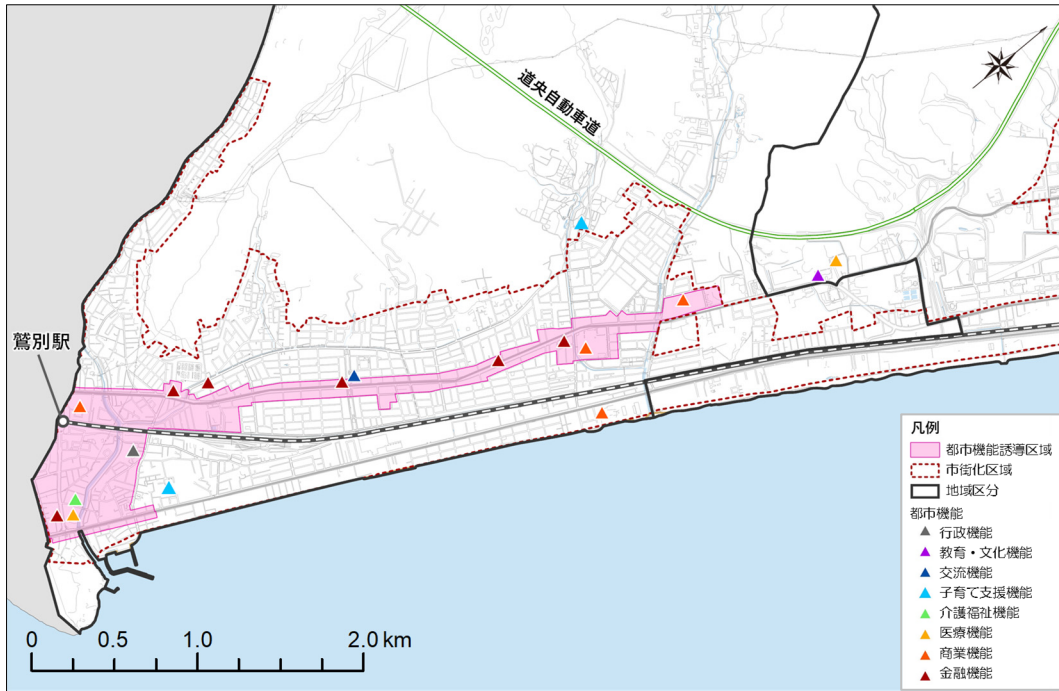 道央自動車道
鷲別駅
0 0.5 1.0 2.0 km
凡例
都市機能誘導区域
市街化区域
地域区分
都市機能
行政機能
教育・文化機能
交流機能
子育て支援機能
介護福祉機能
医療機能
商業機能
金融機能